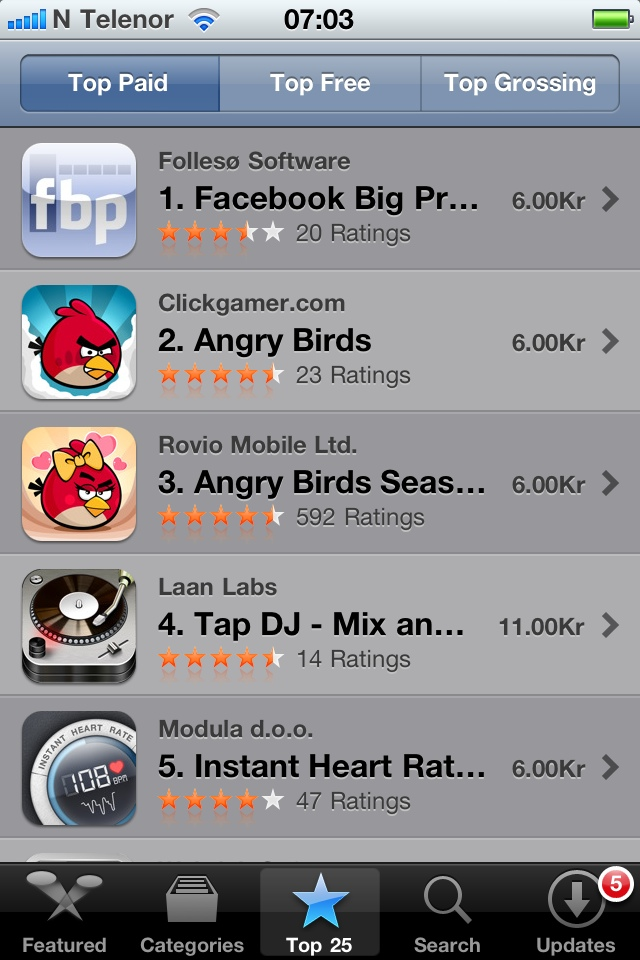 N Telenor 07:03
Top Paid Top Free Top Grossing
fbp
Follesø Software
1. Facebook Big Pr... 6.00Kr
20 Ratings
Clickgamer.com
2. Angry Birds 6.00Kr
23 Ratings
Rovio Mobile Ltd.
3. Angry Birds Seas... 6.00Kr
592 Ratings
Laan Labs
4. Tap DJ - Mix an... 11.00Kr
14 Ratings
INSTANT HEART RATE
108 BPM
Modula d.o.o.
5. Instant Heart Rat... 6.00Kr
47 Ratings
5
Featured Categories Top 25 Search Updates